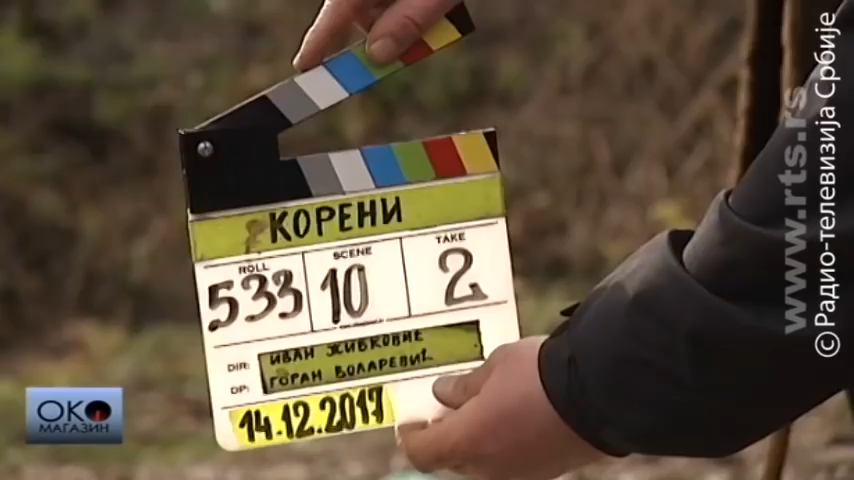 КОРЕНИ
ROLL SCENE TAKE
533 10 2
DIR: ИВАН ЖИВКОВИЋ
DP: ГОРАН ВОЛАРЕВИЋ
14.12.2017
ОКО
МАГАЗИН
www.rts.rs
© Радио-телевизија Србије